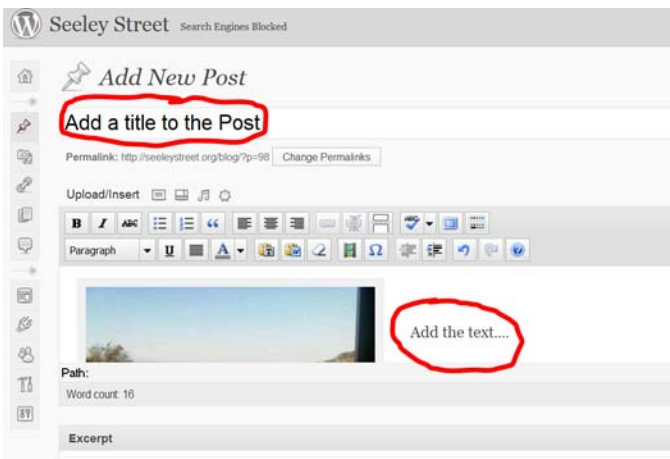 Seeley Street Search Engines Blocked
Add New Post
Add a title to the Post
Permalink: http://seeleystreet.org/blog/?p=98 Change Permalinks
Upload/Insert
B I ABC
Paragraph U A Ω
Add the text....
Path:
Word count: 16
Excerpt